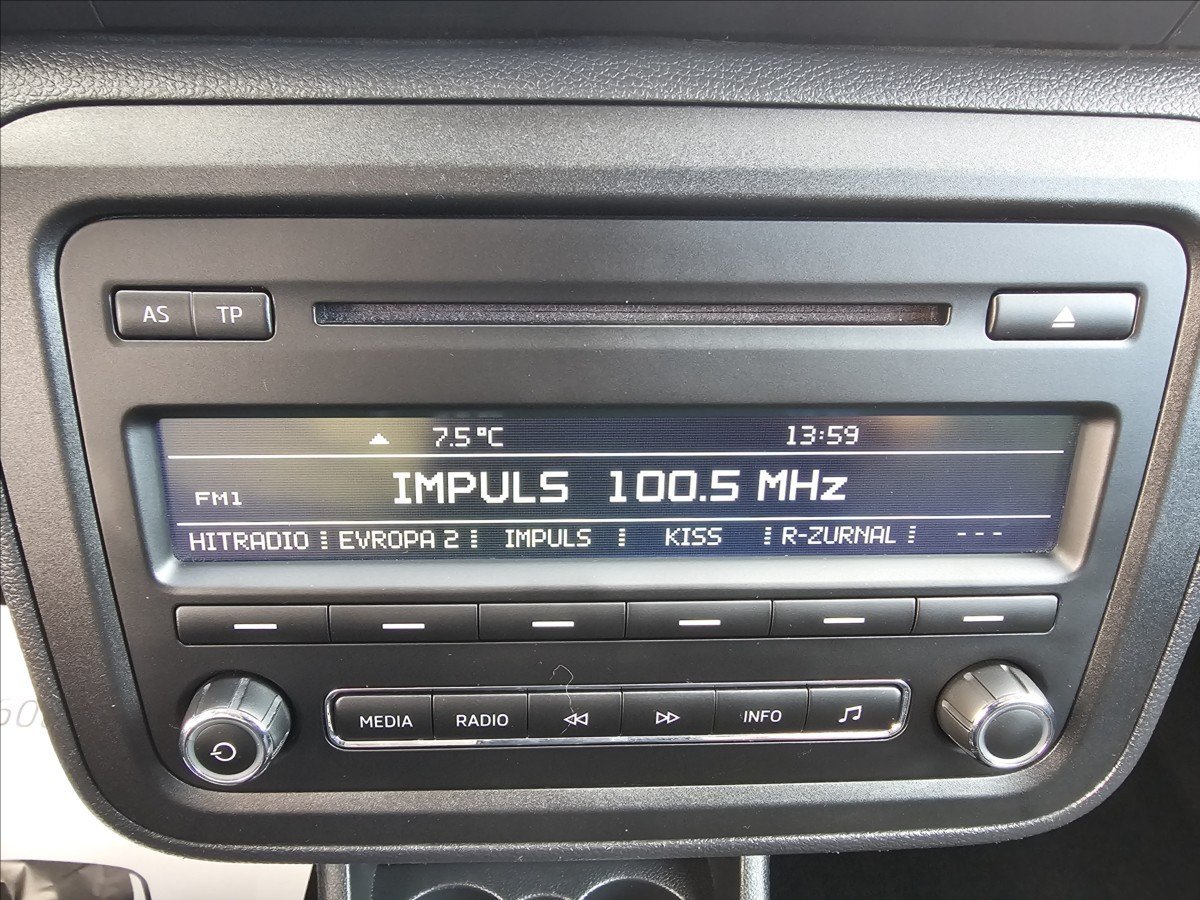 AS TP
7.5°C 13:59
FM1 IMPULS 100.5 MHz
HITRADIO EVROPA 2 IMPULS KISS R-ZURNAL ---
MEDIA RADIO INFO